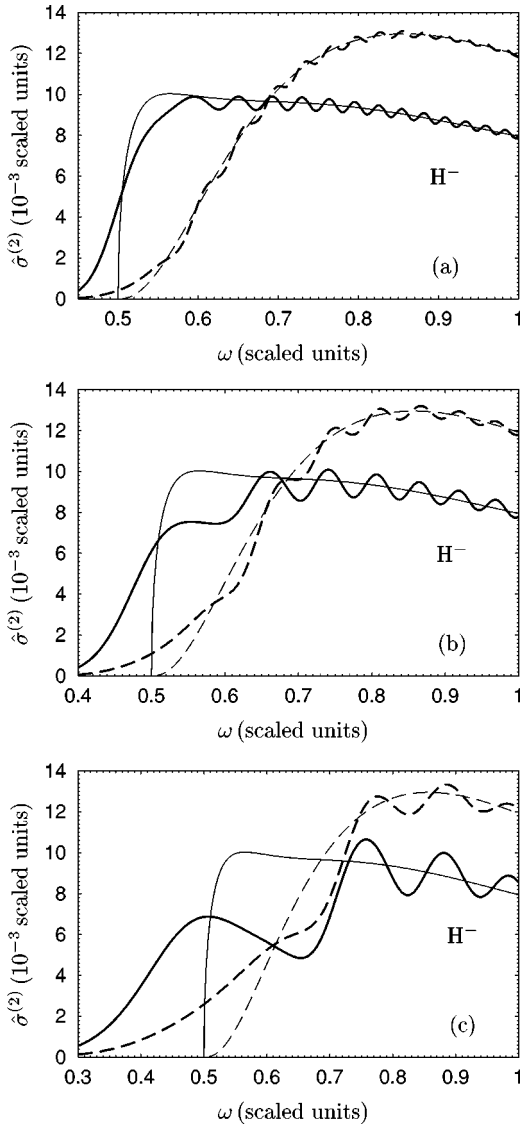 14
12
10
8
6
4
2
0
σ̂⁽²⁾ (10⁻³ scaled units)
H⁻
(a)
0.5 0.6 0.7 0.8 0.9 1
ω (scaled units)
14
12
10
8
6
4
2
0
σ̂⁽²⁾ (10⁻³ scaled units)
H⁻
(b)
0.4 0.5 0.6 0.7 0.8 0.9 1
ω (scaled units)
14
12
10
8
6
4
2
0
σ̂⁽²⁾ (10⁻³ scaled units)
H⁻
(c)
0.3 0.4 0.5 0.6 0.7 0.8 0.9 1
ω (scaled units)